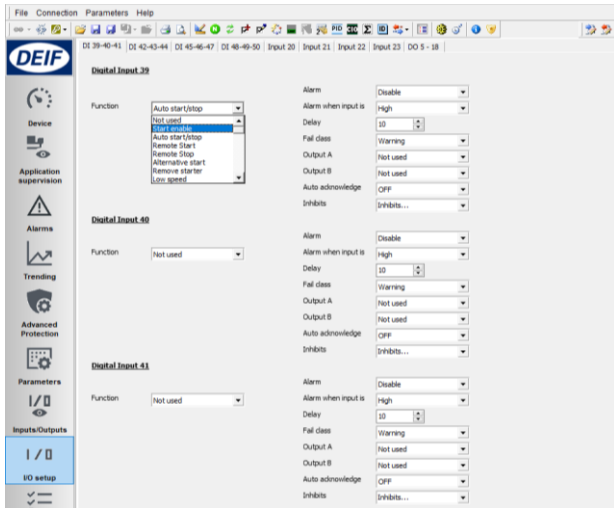 File Connection Parameters Help
PID
ID
DEIF
DI 39-40-41 DI 42-43-44 DI 45-46-47 DI 48-49-50 Input 20 Input 21 Input 22 Input 23 DO 5 - 18
Digital Input 39
Function Auto start/stop
Not used
Start enable
Auto start/stop
Remote Start
Remote Stop
Alternative start
Remove starter
Low speed
Alarm Disable
Alarm when input is High
Delay 10
Fail class Warning
Output A Not used
Output B Not used
Auto acknowledge OFF
Inhibits Inhibits...
Digital Input 40
Function Not used
Alarm Disable
Alarm when input is High
Delay 10
Fail class Warning
Output A Not used
Output B Not used
Auto acknowledge OFF
Inhibits Inhibits...
Digital Input 41
Function Not used
Alarm Disable
Alarm when input is High
Delay 10
Fail class Warning
Output A Not used
Output B Not used
Auto acknowledge OFF
Inhibits Inhibits...
Device
Application
supervision
Alarms
Trending
Advanced
Protection
Parameters
I/O
Inputs/Outputs
I/O
I/O setup